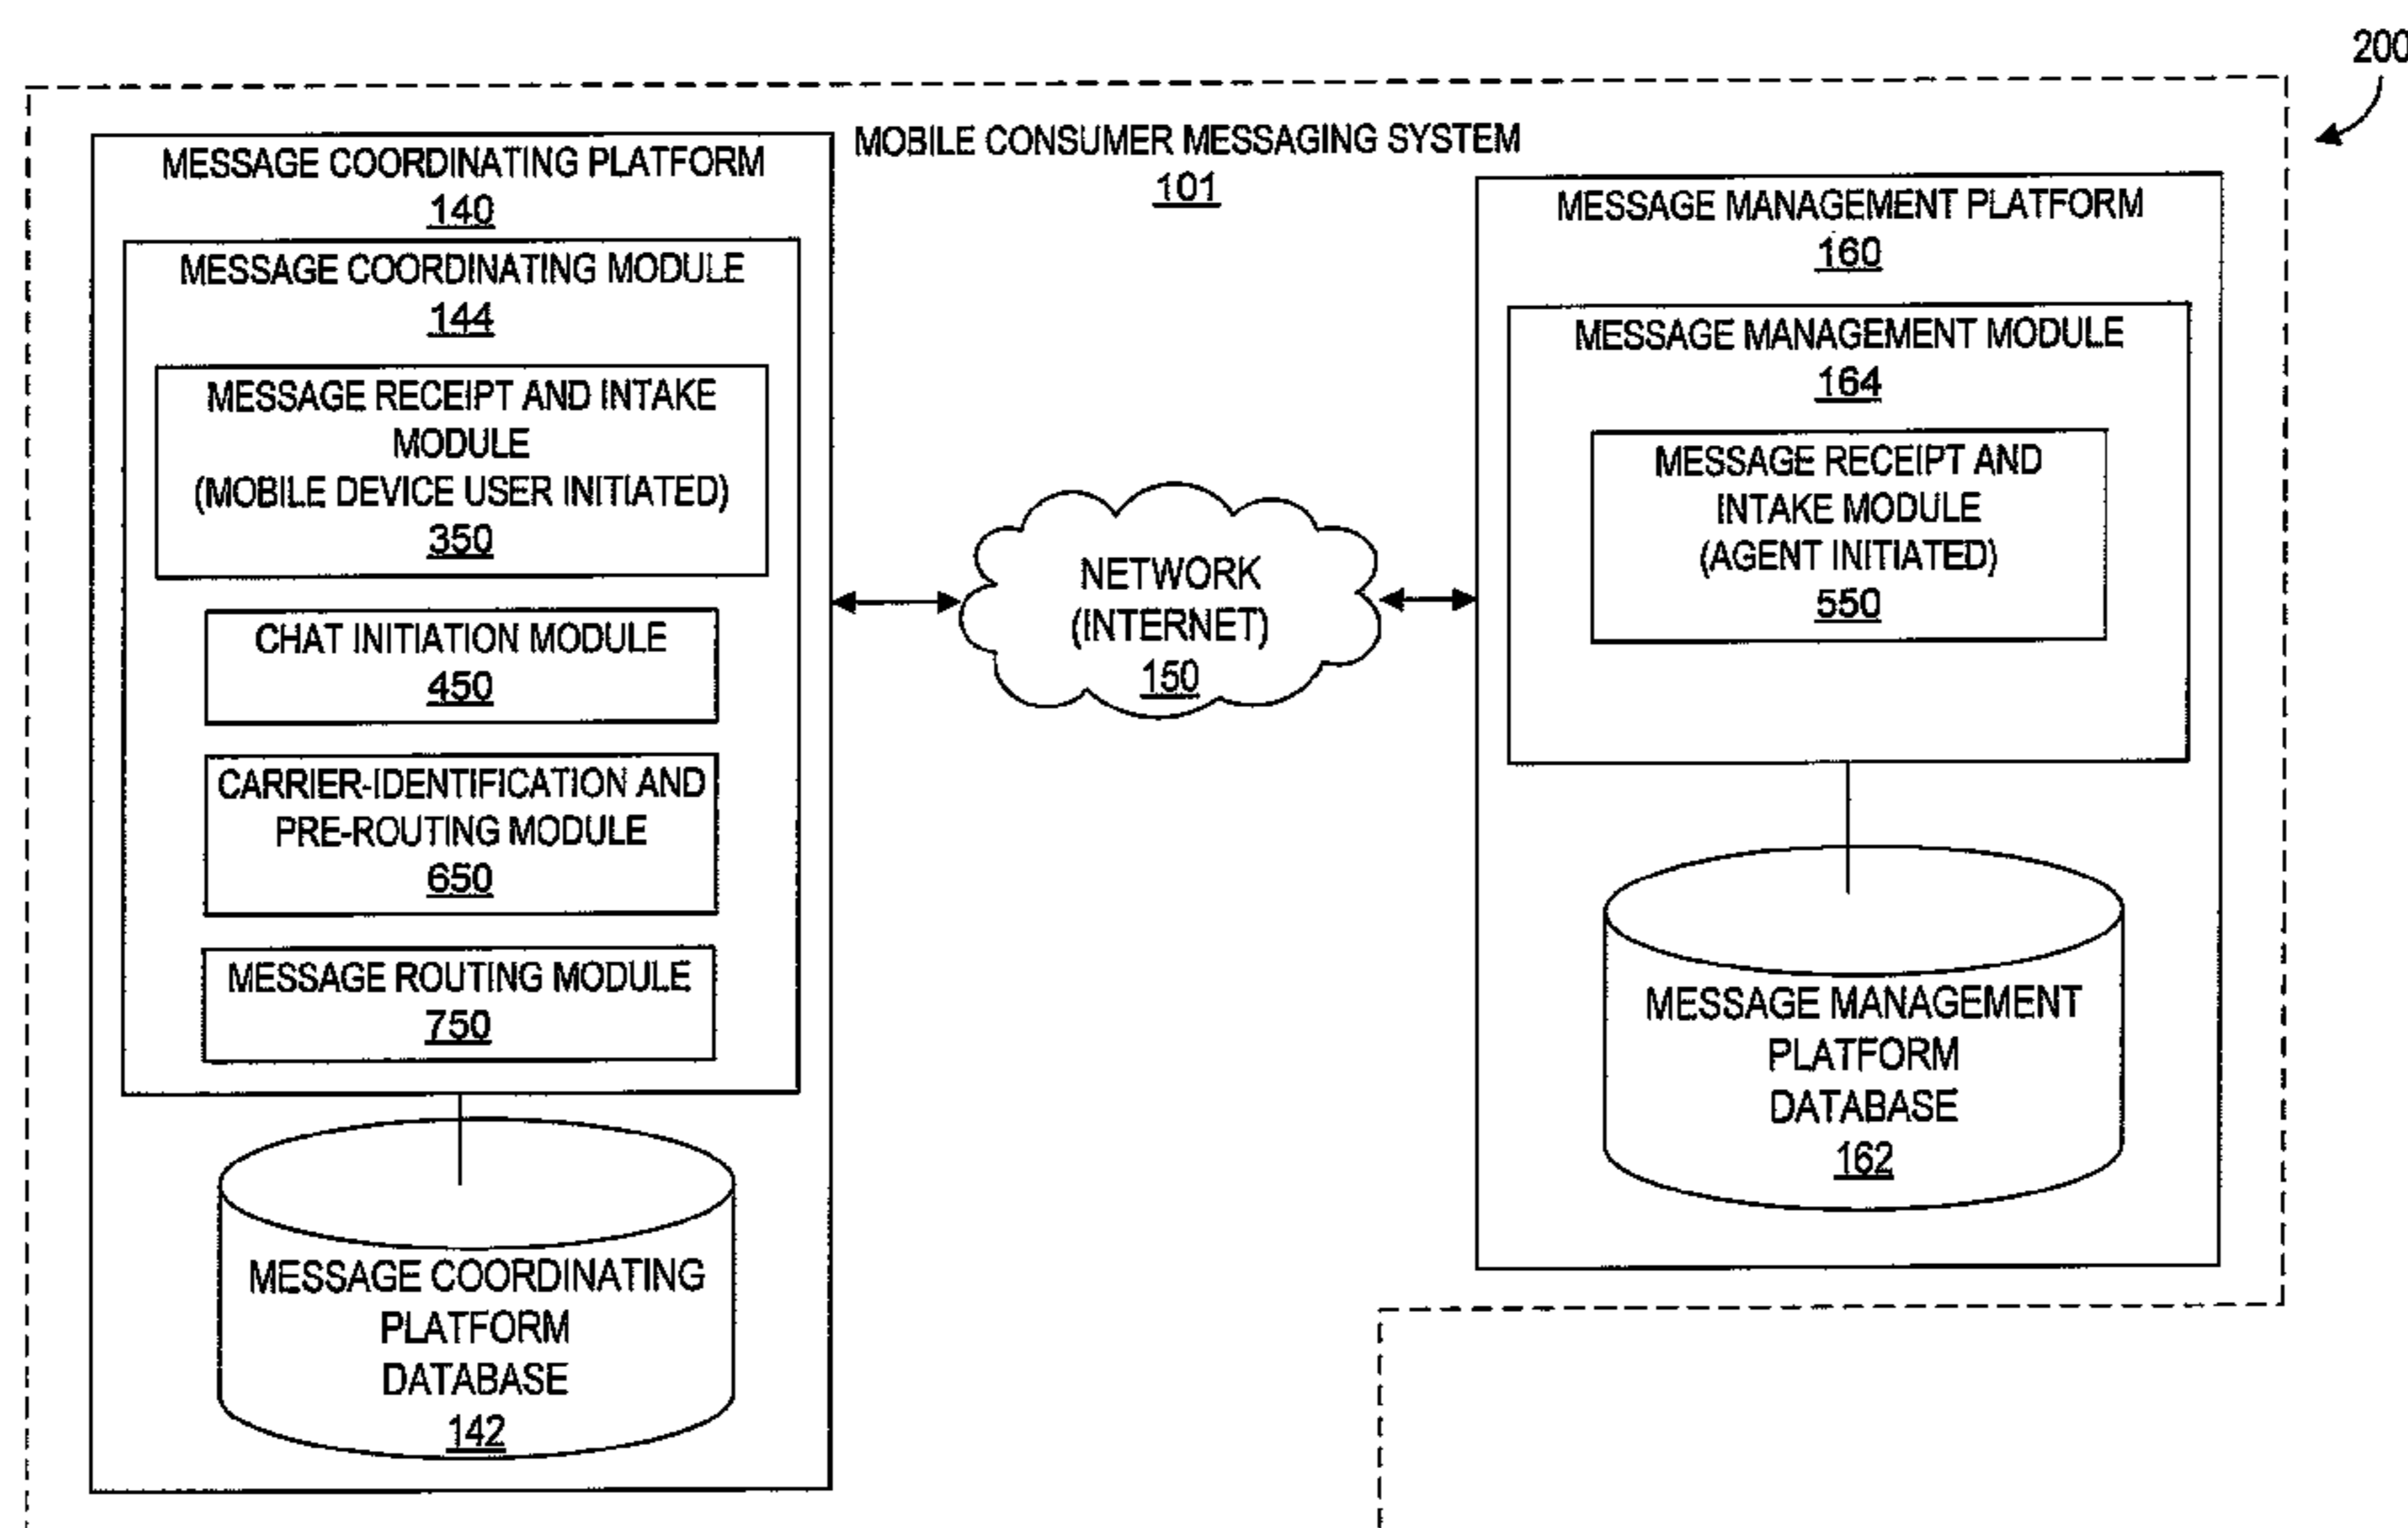 200
MOBILE CONSUMER MESSAGING SYSTEM
101
MESSAGE COORDINATING PLATFORM
140
MESSAGE COORDINATING MODULE
144
MESSAGE RECEIPT AND INTAKE
MODULE
(MOBILE DEVICE USER INITIATED)
350
CHAT INITIATION MODULE
450
CARRIER-IDENTIFICATION AND
PRE-ROUTING MODULE
650
MESSAGE ROUTING MODULE
750
MESSAGE COORDINATING
PLATFORM
DATABASE
142
NETWORK
(INTERNET)
150
MESSAGE MANAGEMENT PLATFORM
160
MESSAGE MANAGEMENT MODULE
164
MESSAGE RECEIPT AND
INTAKE MODULE
(AGENT INITIATED)
550
MESSAGE MANAGEMENT
PLATFORM
DATABASE
162